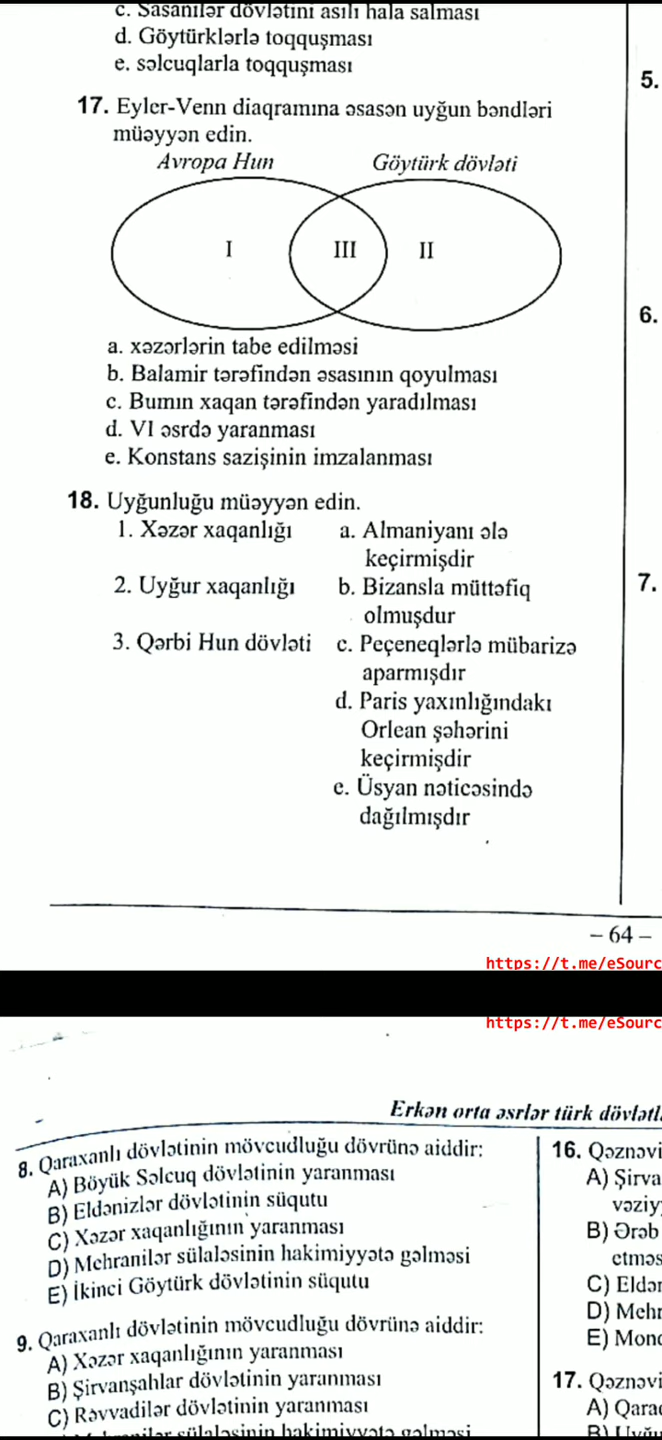 c. Sasanilər dövlətini asılı hala salması
d. Göytürklərlə toqquşması
e. səlcuqlarla toqquşması
17. Eyler-Venn diaqramına əsasən uyğun bəndləri
müəyyən edin.
Avropa Hun
Göytürk dövləti
I
III
II
a. xəzərlərin tabe edilməsi
b. Balamir tərəfindən əsasının qoyulması
c. Bumın xaqan tərəfindən yaradılması
d. VI əsrdə yaranması
e. Konstans sazişinin imzalanması
18. Uyğunluğu müəyyən edin.
1. Xəzər xaqanlığı
2. Uyğur xaqanlığı
3. Qərbi Hun dövləti
a. Almaniyanı ələ
keçirmişdir
b. Bizansla müttəfiq
olmuşdur
c. Peçeneqlərlə mübarizə
aparmışdır
d. Paris yaxınlığındakı
Orlean şəhərini
keçirmişdir
e. Üsyan nəticəsində
dağılmışdır
5.
6.
7.
– 64 –
https://t.me/eSourc
https://t.me/eSourc
Erkən orta əsrlər türk dövlətl
8. Qaraxanlı dövlətinin mövcudluğu dövrünə aiddir:
A) Böyük Səlcuq dövlətinin yaranması
B) Eldənizlər dövlətinin süqutu
C) Xəzər xaqanlığının yaranması
D) Mehranilər sülaləsinin hakimiyyətə gəlməsi
E) İkinci Göytürk dövlətinin süqutu
9. Qaraxanlı dövlətinin mövcudluğu dövrünə aiddir:
A) Xəzər xaqanlığının yaranması
B) Şirvanşahlar dövlətinin yaranması
C) Rəvvadilər dövlətinin yaranması
sülaləsinin hakimiyyətə gəlməsi
16. Qəznəvi
A) Şirva
vəziy
B) Ərəb
etməs
C) Eldən
D) Mehr
E) Mon
17. Qəznəvi
A) Qara
B) Uyğu